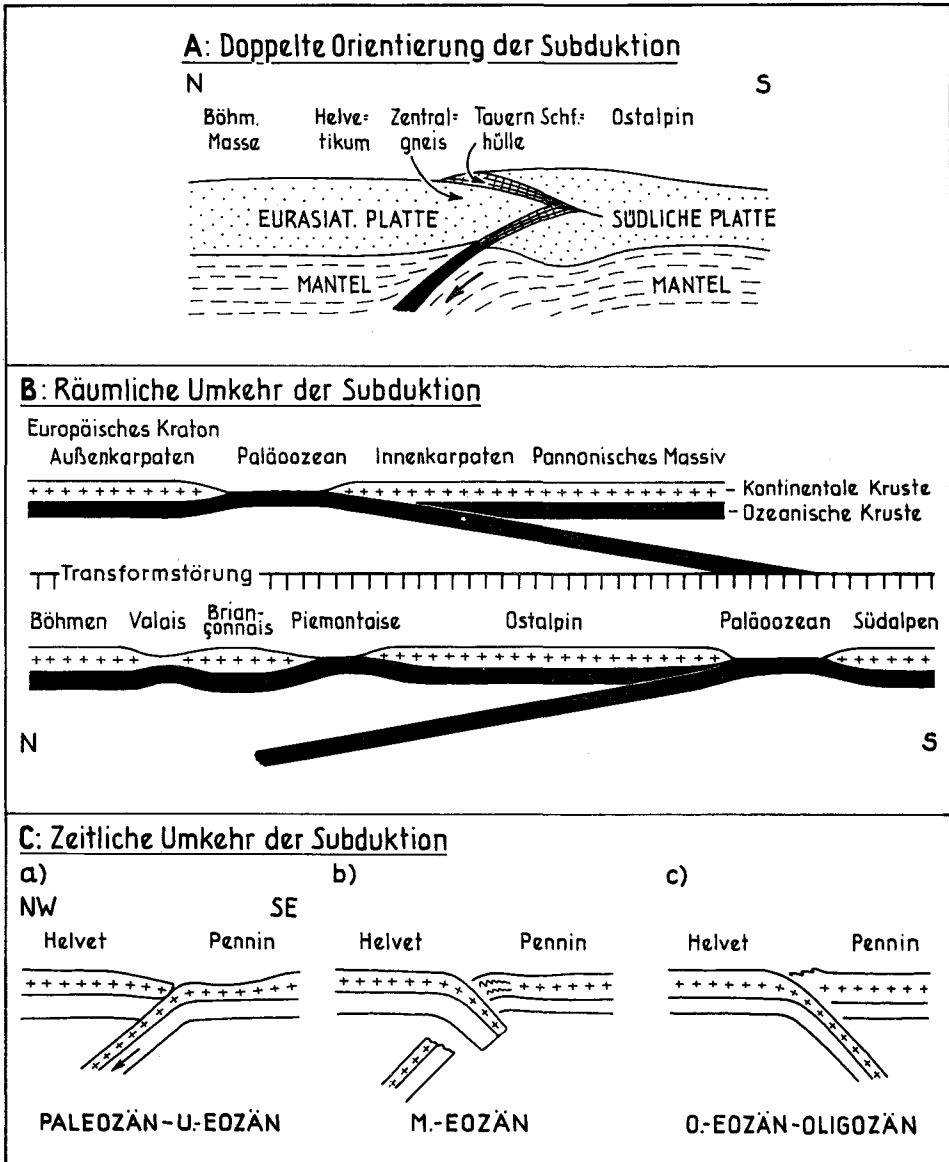 A: Doppelte Orientierung der Subduktion
N S
Böhm. Helve= Zentral= Tauern Schf.= Ostalpin
Masse tikum gneis hülle
EURASIAT. PLATTE SÜDLICHE PLATTE
MANTEL MANTEL
B: Räumliche Umkehr der Subduktion
Europäisches Kraton
Außenkarpaten Paläoozean Innenkarpaten Pannonisches Massiv
Kontinentale Kruste
Ozeanische Kruste
Transformstörung
Böhmen Valais Brian= Piemontaise Ostalpin Paläoozean Südalpen
çonnais
N S
C: Zeitliche Umkehr der Subduktion
a) b) c)
NW SE
Helvet Pennin Helvet Pennin Helvet Pennin
PALEOZÄN-U.-EOZÄN M.-EOZÄN O.-EOZÄN-OLIGOZÄN